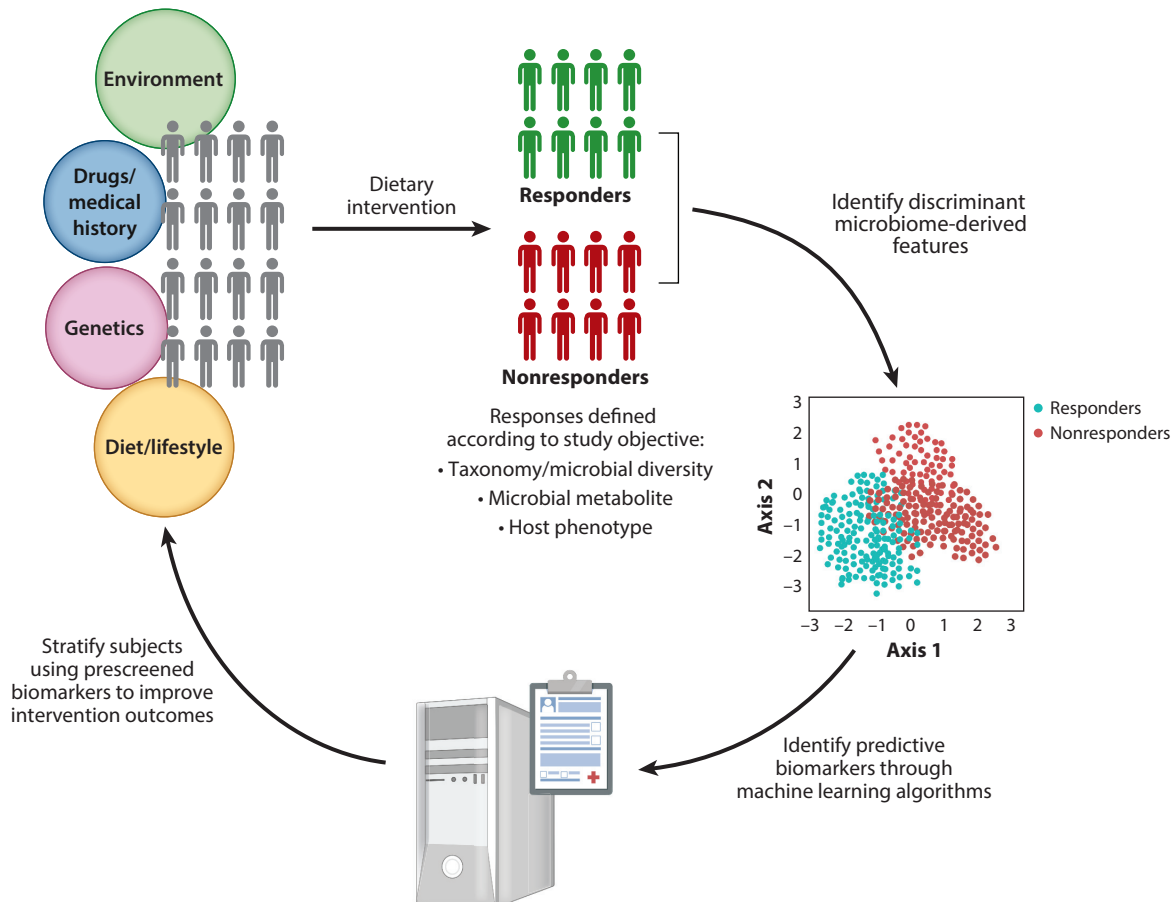 Environment
Drugs/
medical
history
Genetics
Diet/lifestyle
Dietary
intervention
Responders
Nonresponders
Responses defined
according to study objective:
• Taxonomy/microbial diversity
• Microbial metabolite
• Host phenotype
Identify discriminant
microbiome-derived
features
Responders
Nonresponders
3
2
1
0
–1
–2
–3
Axis 2
–3 –2 –1 0 1 2 3
Axis 1
Identify predictive
biomarkers through
machine learning algorithms
Stratify subjects
using prescreened
biomarkers to improve
intervention outcomes